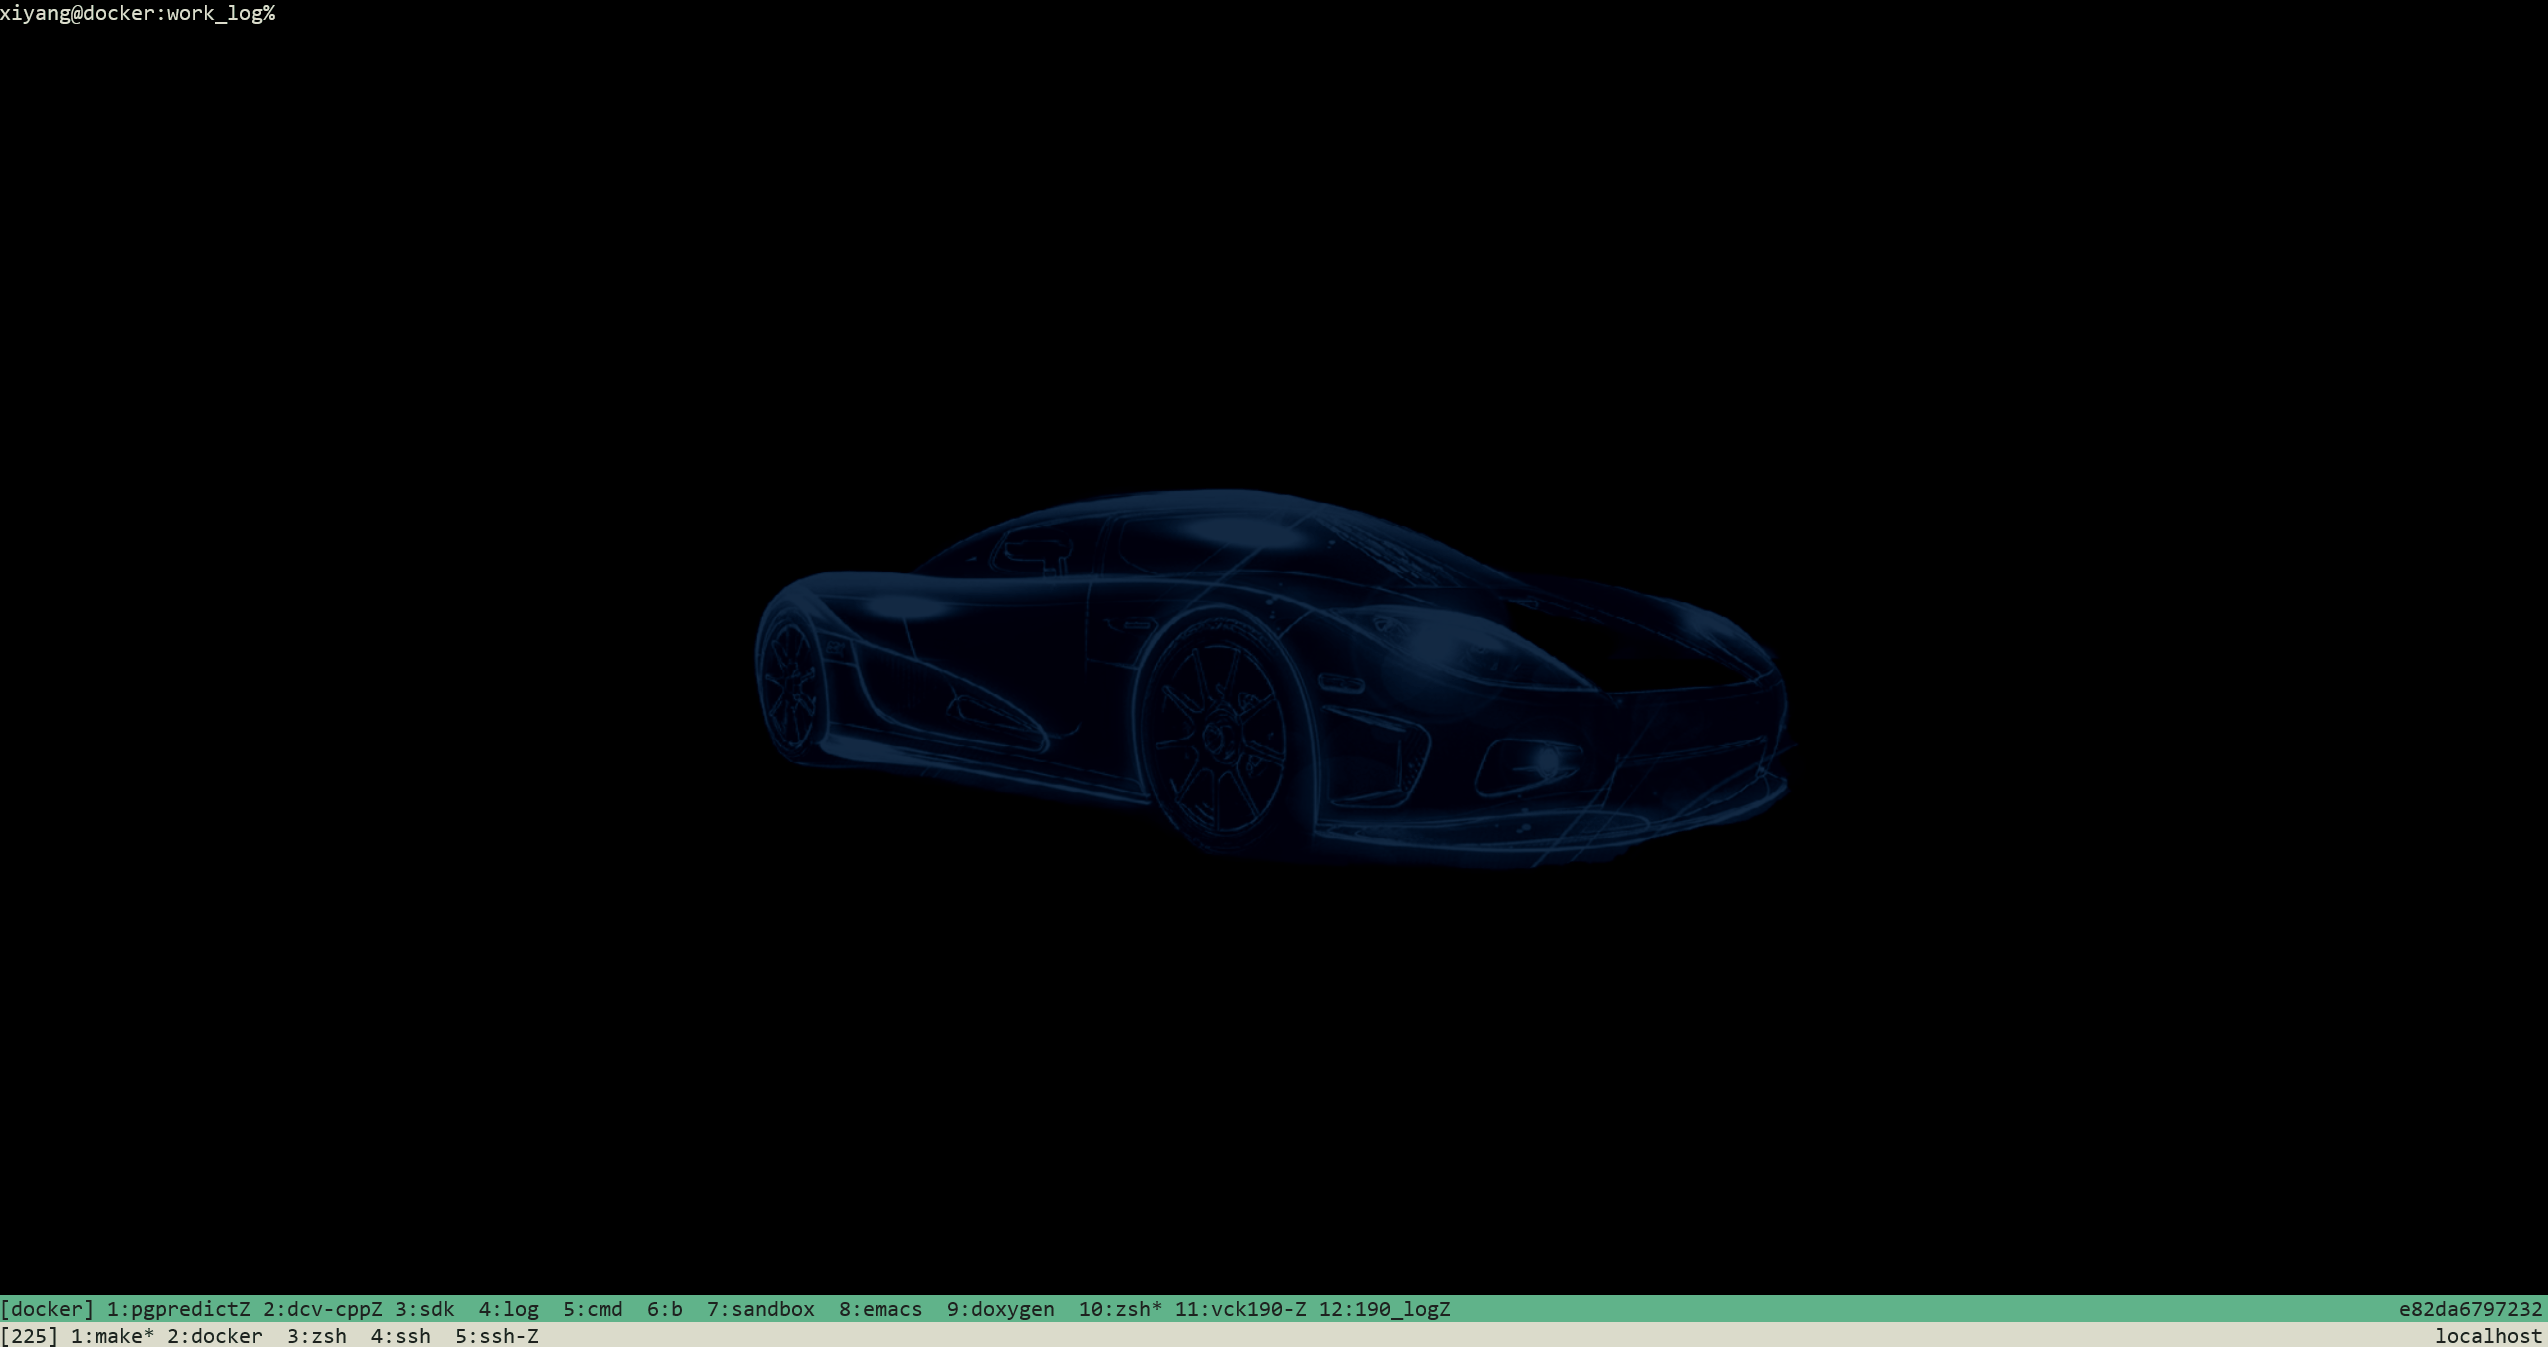 xiyang@docker:work_log%
[docker] 1:pgpredictZ 2:dcv-cppZ 3:sdk  4:log  5:cmd  6:b  7:sandbox  8:emacs  9:doxygen  10:zsh* 11:vck190-Z 12:190_logZ e82da6797232
[225] 1:make* 2:docker  3:zsh  4:ssh  5:ssh-Z localhost